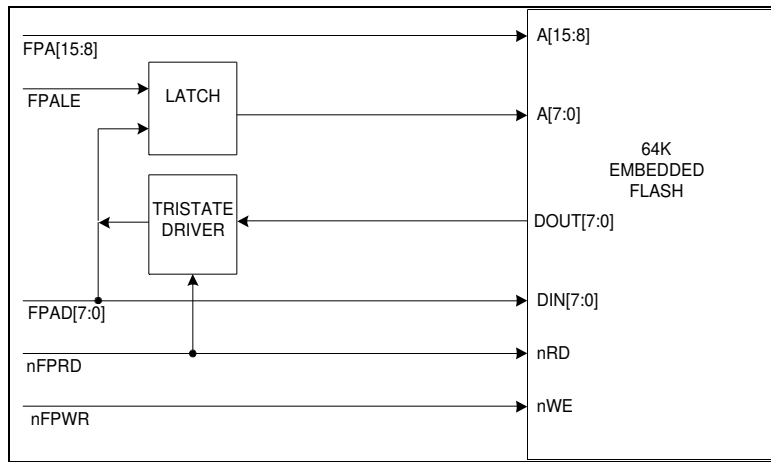 FPA[15:8]
A[15:8]
FPALE
LATCH
A[7:0]
64K
EMBEDDED
FLASH
TRISTATE
DRIVER
DOUT[7:0]
FPAD[7:0]
DIN[7:0]
nFPRD
nRD
nFPWR
nWE